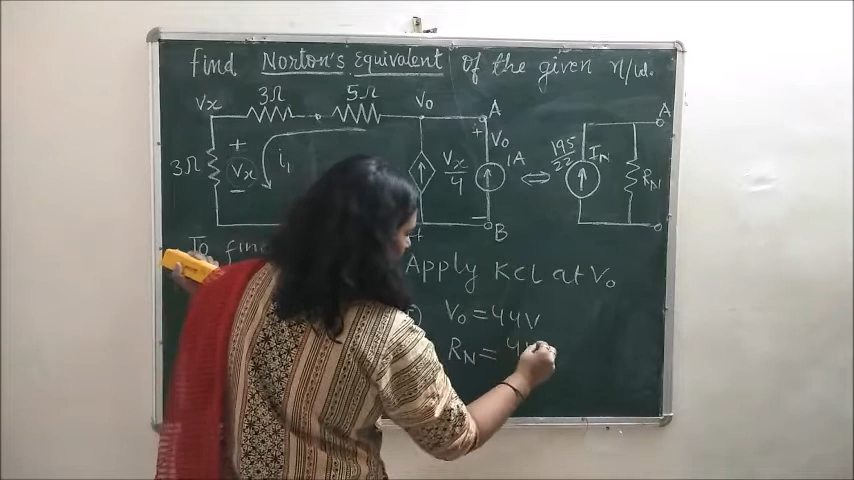 find Norton's Equivalent of the given n/w.
Vx 3Ω 5Ω Vo A
3Ω + Vx - i1 Vx/4 + Vo 1A - ⇔ 195/22 IN RN A
+ B
To fin
Apply KCL at Vo
Vo = 44V
RN =